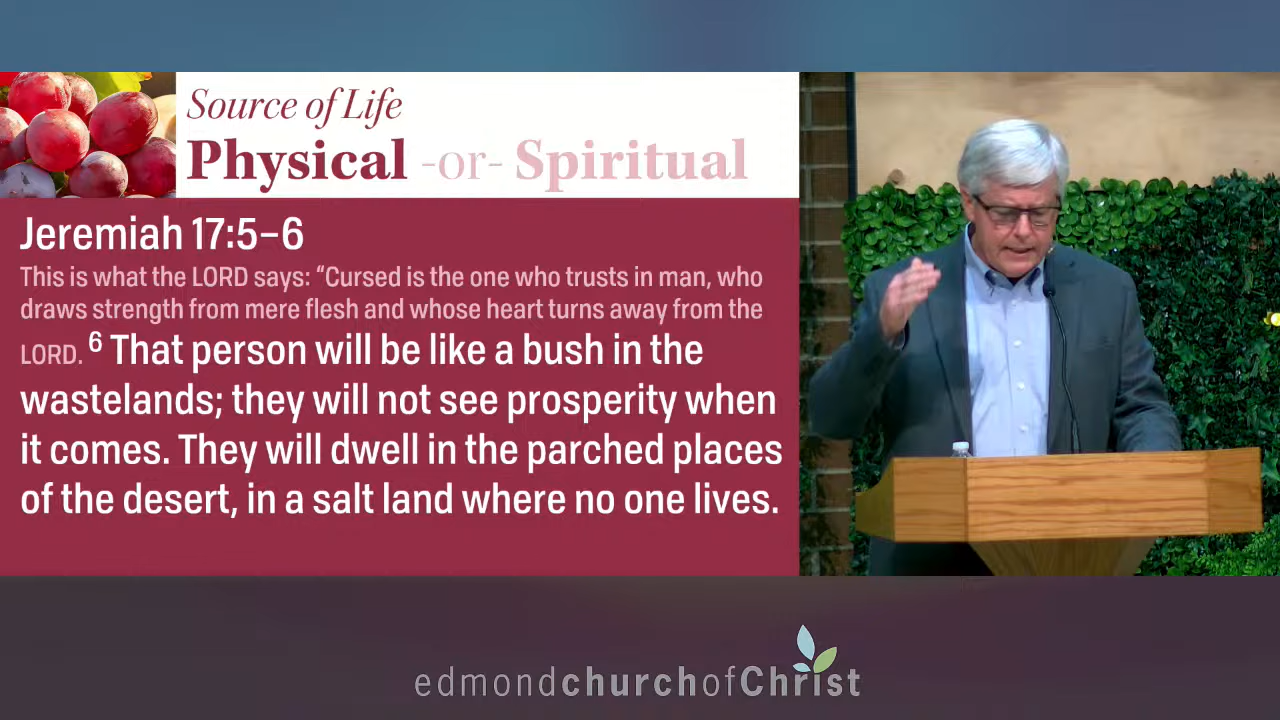 Source of Life
Physical -or- Spiritual
Jeremiah 17:5–6
This is what the LORD says: “Cursed is the one who trusts in man, who
draws strength from mere flesh and whose heart turns away from the
LORD. 6 That person will be like a bush in the
wastelands; they will not see prosperity when
it comes. They will dwell in the parched places
of the desert, in a salt land where no one lives.
edmondchurchofChrist